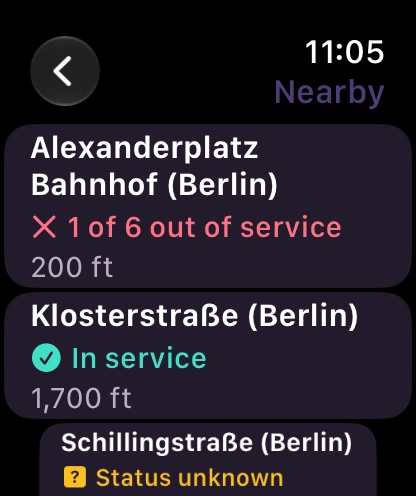 11:05
Nearby
Alexanderplatz
Bahnhof (Berlin)
1 of 6 out of service
200 ft
Klosterstraße (Berlin)
In service
1,700 ft
Schillingstraße (Berlin)
? Status unknown